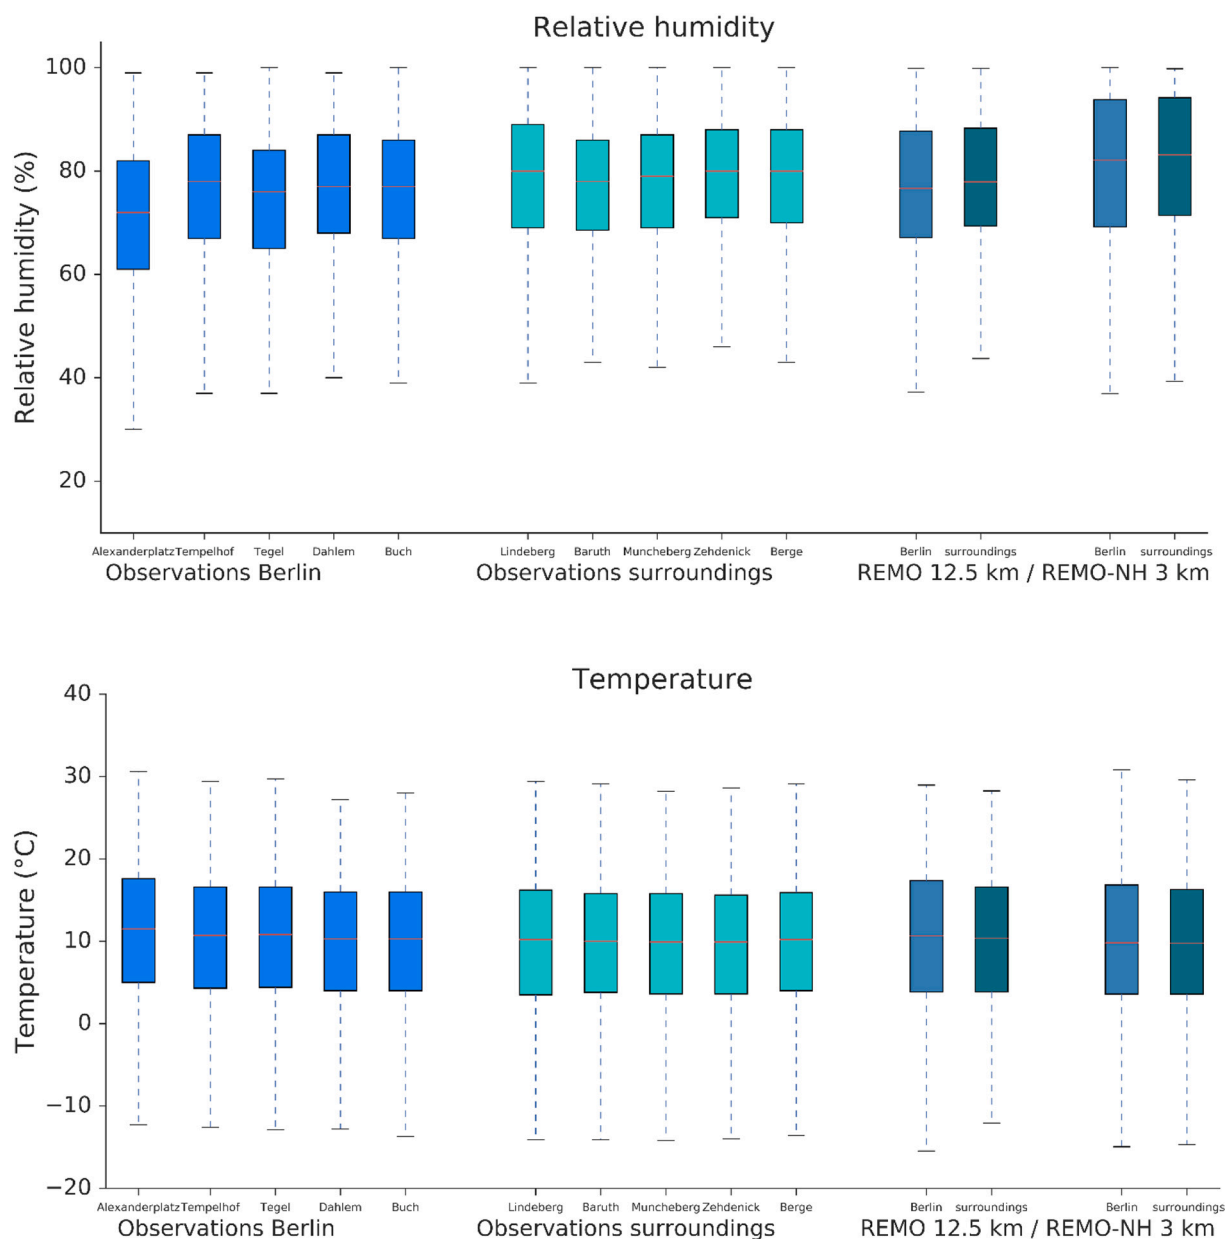 Relative humidity
Relative humidity (%)
100
80
60
40
20
Alexanderplatz Tempelhof Tegel Dahlem Buch Lindeberg Baruth Muncheberg Zehdenick Berge Berlin surroundings Berlin surroundings
Observations Berlin Observations surroundings REMO 12.5 km / REMO-NH 3 km
Temperature
Temperature (°C)
40
30
20
10
0
−10
−20
Alexanderplatz Tempelhof Tegel Dahlem Buch Lindeberg Baruth Muncheberg Zehdenick Berge Berlin surroundings Berlin surroundings
Observations Berlin Observations surroundings REMO 12.5 km / REMO-NH 3 km